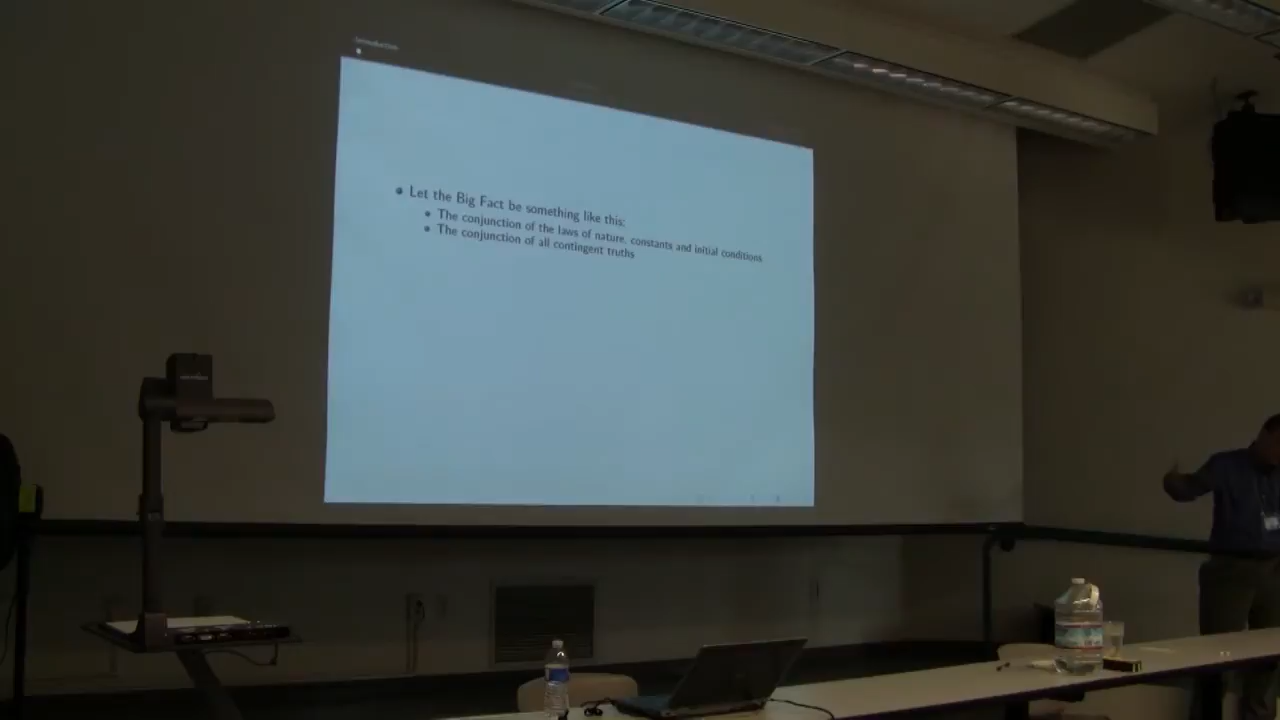 Introduction
Let the Big Fact be something like this:
The conjunction of the laws of nature, constants and initial conditions
The conjunction of all contingent truths